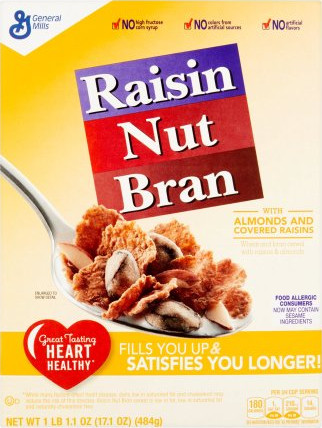 General
Mills
NO high fructose
corn syrup
NO colors from
artificial sources
NO artificial
flavors
Raisin
Nut
Bran
WITH
ALMONDS AND
COVERED RAISINS
ENLARGED TO
SHOW DETAIL
FOOD ALLERGIC
CONSUMERS
NOW MAY CONTAIN
SESAME
INGREDIENTS
Great Tasting
HEART
HEALTHY*
FILLS YOU UP &
SATISFIES YOU LONGER!
PER 3/4 CUP SERVING
180
NET WT 1 LB 1.1 OZ (17.1 OZ) (484g)